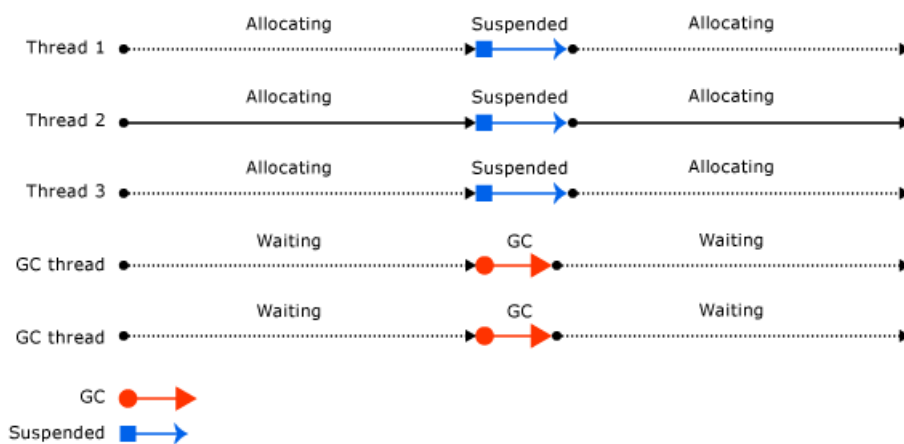 Allocating Suspended Allocating
Thread 1
Allocating Suspended Allocating
Thread 2
Allocating Suspended Allocating
Thread 3
Waiting GC Waiting
GC thread
Waiting GC Waiting
GC thread
GC
Suspended